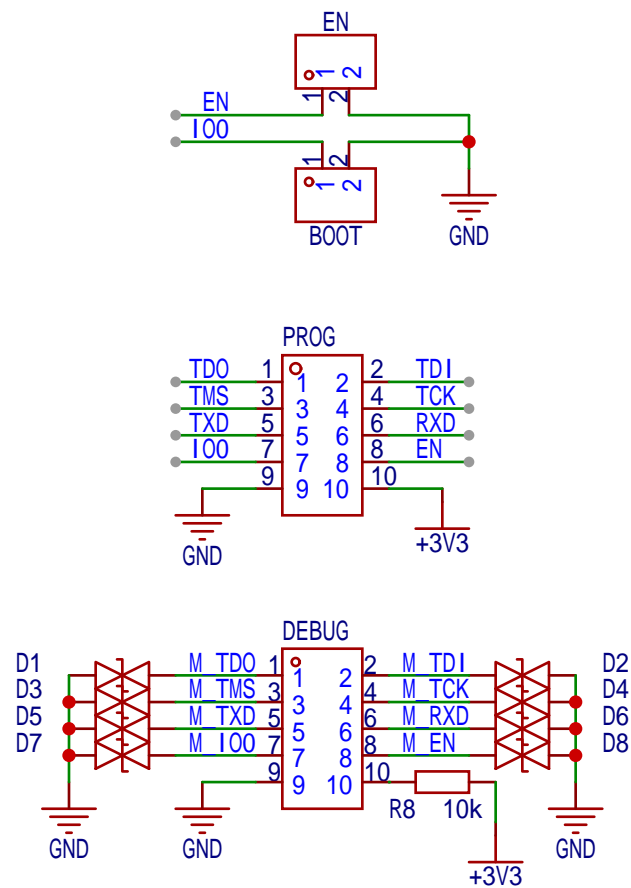 EN
1 2
EN 1 2
IO0 1 2
1 2
BOOT
GND
PROG
TDO 1 1 2 2 TDI
TMS 3 3 4 4 TCK
TXD 5 5 6 6 RXD
IO0 7 7 8 8 EN
9 9 10 10
GND
+3V3
DEBUG
D1 M_TDO 1 1 2 2 M_TDI D2
D3 M_TMS 3 3 4 4 M_TCK D4
D5 M_TXD 5 5 6 6 M_RXD D6
D7 M_IO0 7 7 8 8 M_EN D8
9 9 10 10
R8 10k
GND GND GND
+3V3